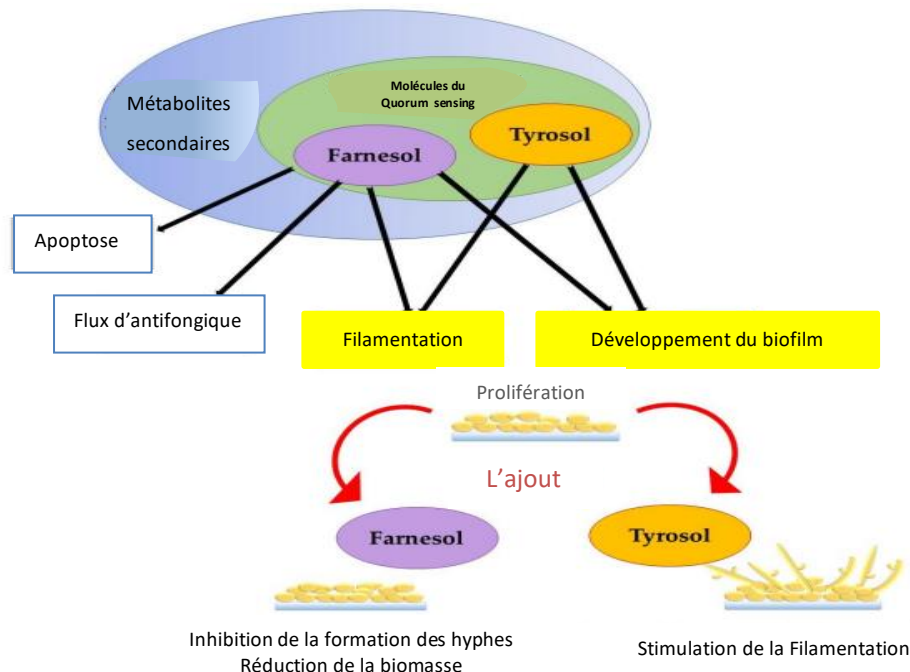 Molécules du
Quorum sensing
Métabolites
secondaires
Tyrosol
Farnesol
Apoptose
Flux d’antifongique
Filamentation
Développement du biofilm
Prolifération
L’ajout
Farnesol
Tyrosol
Inhibition de la formation des hyphes
Réduction de la biomasse
Stimulation de la Filamentation